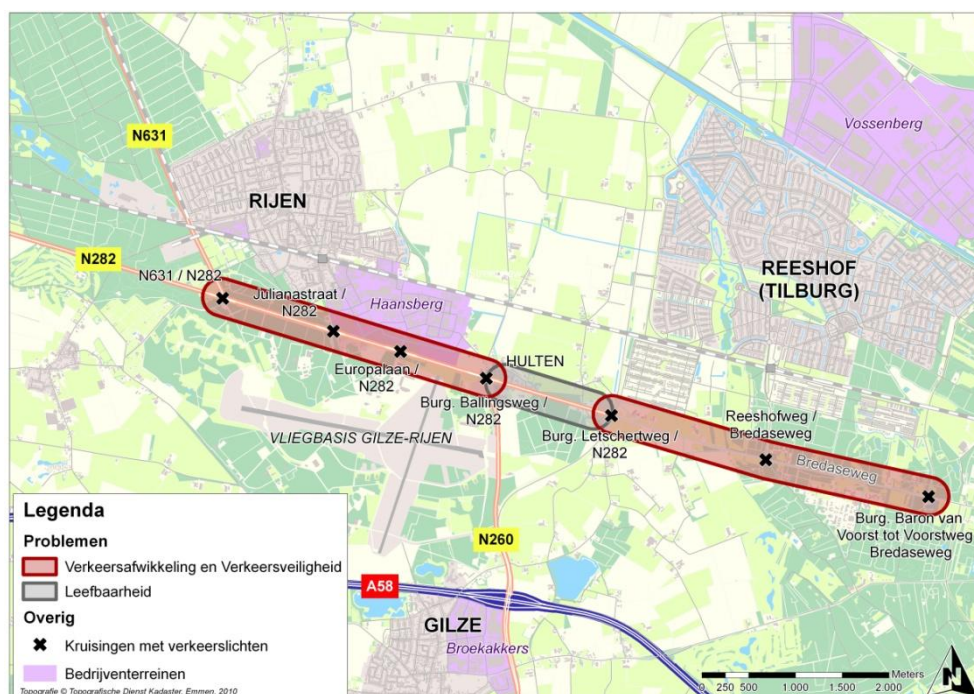 N631
Vossenberg
RIJEN
N282
N631 / N282
REESHOF
(TILBURG)
Julianastraat /
N282
Haansberg
Europalaan /
N282
HULTEN
Burg. Ballingsweg /
N282
VLIEGBASIS GILZE-RIJEN
Burg. Letschertweg /
N282
Reeshofweg /
Bredaseweg
Bredaseweg
Burg. Baron van
Voorst tot Voorstweg /
Bredaseweg
N260
A58
GILZE
Broekakkers
Legenda
Problemen
Verkeersafwikkeling en Verkeersveiligheid
Leefbaarheid
Overig
Kruisingen met verkeerslichten
Bedrijventerreinen
Topografie © Topografische Dienst Kadaster, Emmen, 2010
Meters
0 250 500 1.000 1.500 2.000
N